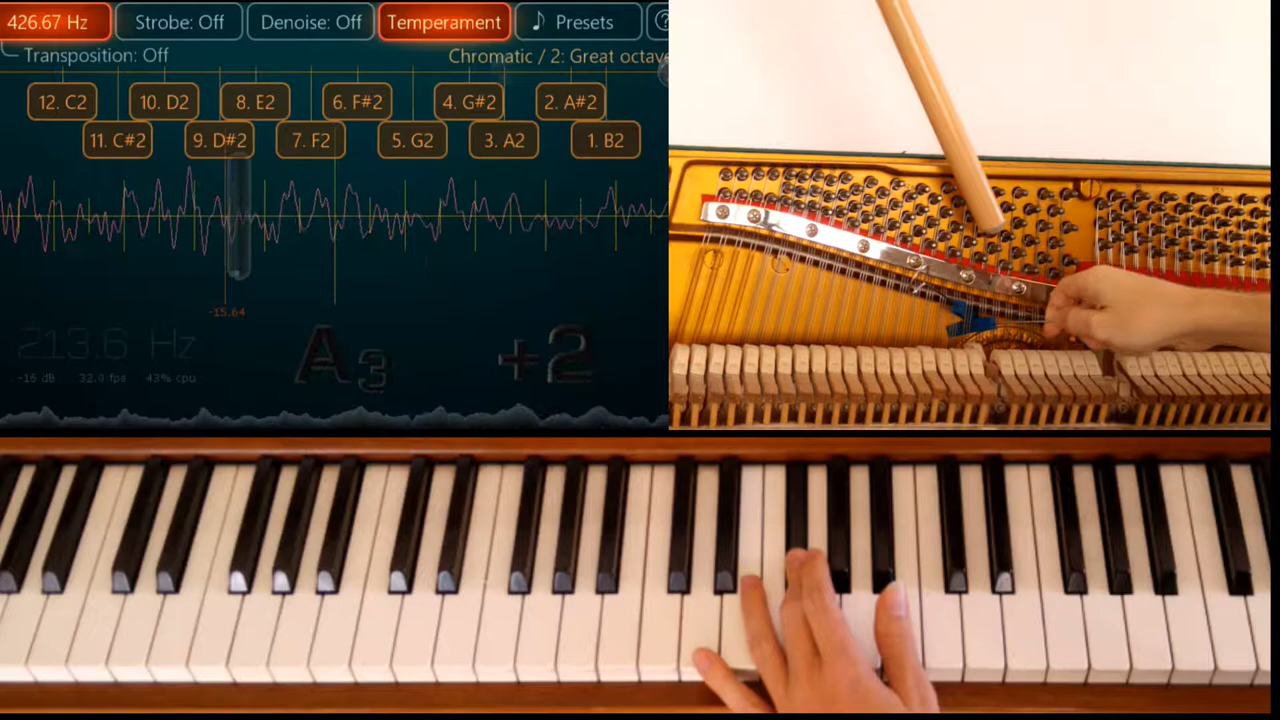 426.67 Hz Strobe: Off Denoise: Off Temperament Presets
Transposition: Off Chromatic / 2: Great octave
12. C2 10. D2 8. E2 6. F#2 4. G#2 2. A#2
11. C#2 9. D#2 7. F2 5. G2 3. A2 1. B2
-15.64
213.6 Hz A3 +2
-16 dB 32.0 fps 43% cpu